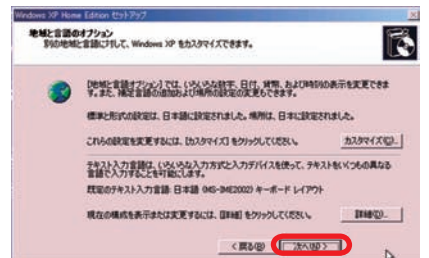 Windows XP Home Edition セットアップ
地域と言語のオプション
別の地域と言語に対して、Windows XP をカスタマイズできます。
[地域と言語オプション] では、いろいろな数字、日付、貨幣、および時刻の表示を変更できま
す。また、補足言語の追加および場所の設定の変更もできます。
標準と形式の設定は、日本語に設定されました。場所は、日本に設定されました。
これらの設定を変更するには、[カスタマイズ] をクリックしてください。
カスタマイズ(C)...
テキスト入力言語は、いろいろな入力方式と入力デバイスを使って、テキストをいくつもの異なる
言語で入力することを可能にします。
既定のテキスト入力言語: 日本語 (MS-IME2002) キーボード レイアウト
現在の構成を表示または変更するには、[詳細] をクリックしてください。
詳細(D)...
< 戻る(B)
次へ(N) >